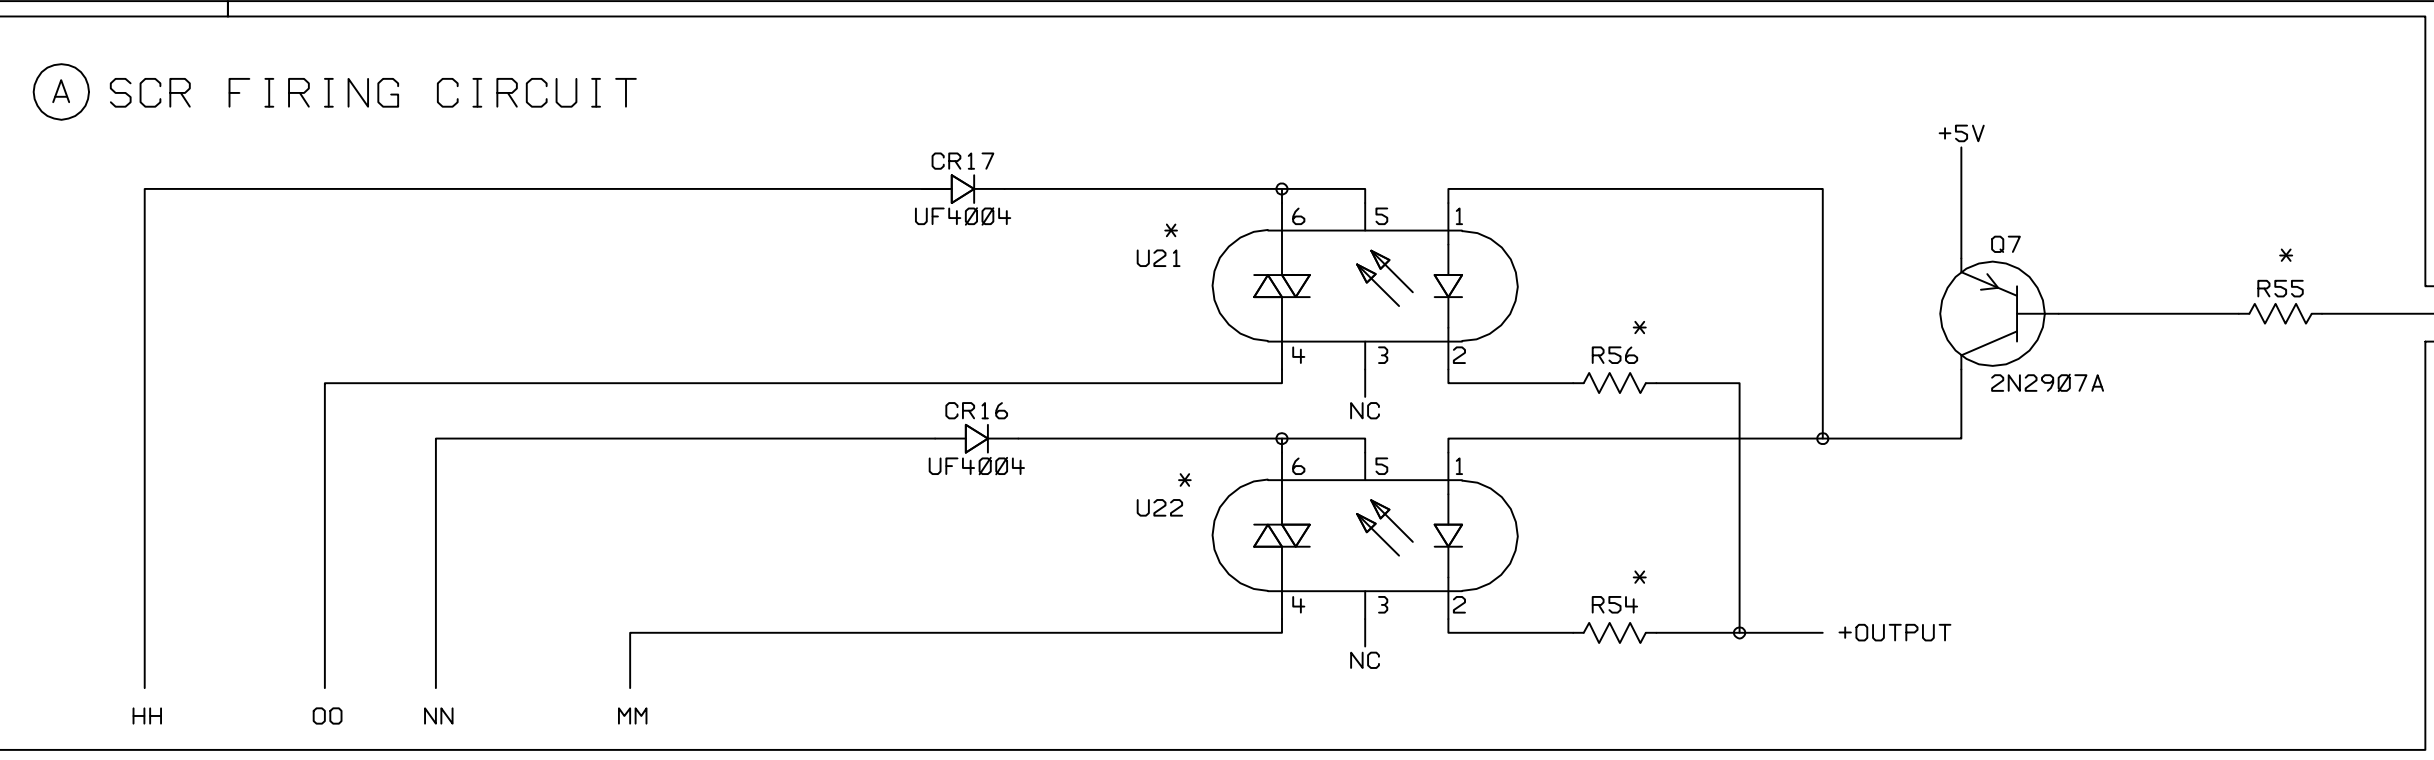 A SCR FIRING CIRCUIT
+5V
CR17
UF4004
6 5 1
*
U21
Q7
*
R55
*
R56
4 3 2
2N2907A
NC
CR16
UF4004
6 5 1
*
U22
*
R54
4 3 2
+OUTPUT
NC
HH OO NN MM